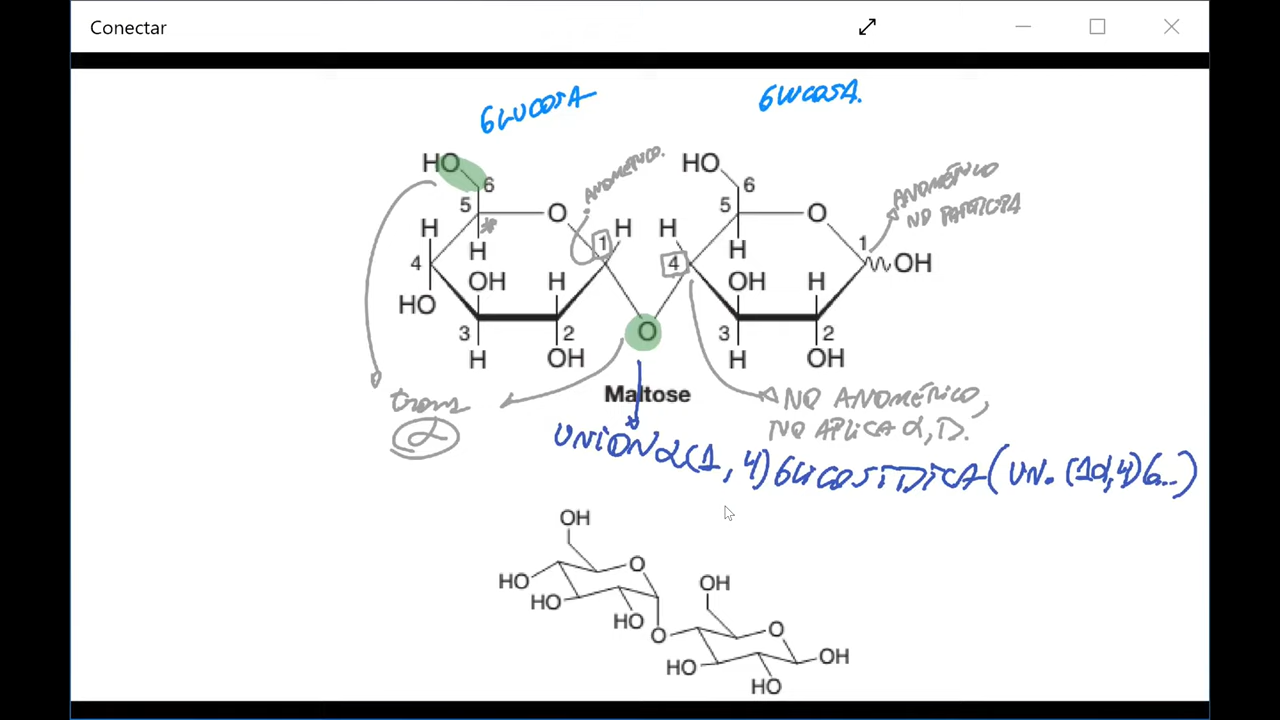 Conectar
GLUCOSA
GLUCOSA.
HO
6
5
O
H
H
4
HO
OH
H
3
H
2
OH
1
H
ANOMÉRICO.
O
HO
6
5
O
H
H
4
OH
H
3
H
2
OH
1
OH
ANOMÉRICO
NO PARTICIPA
Maltose
trans
α
NO ANOMÉRICO,
NO APLICA α,
UNIÓN α(1,4) GLICOSÍDICA (UN. (1α,4) G...)
OH
O
HO
HO
HO
O
OH
O
OH
HO
HO